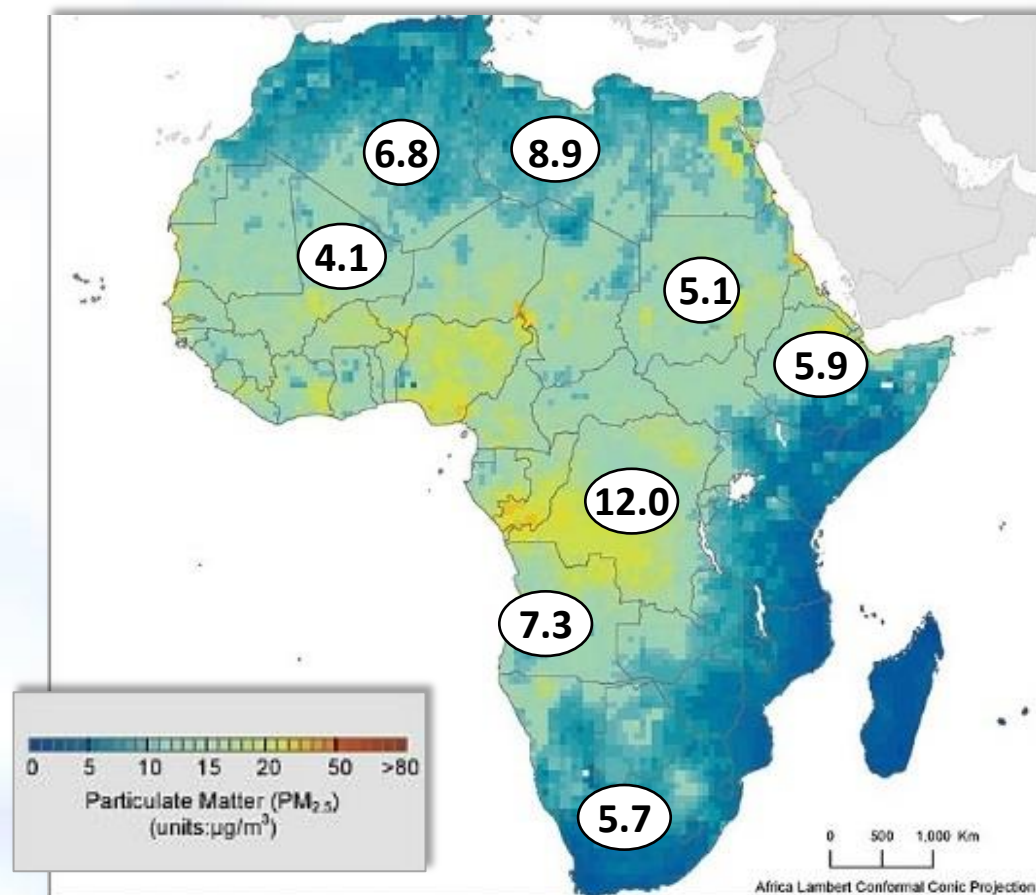 6.8
8.9
4.1
5.1
5.9
12.0
7.3
5.7
0 5 10 15 20 50 >80
Particulate Matter (PM2.5)
(units:µg/m³)
0 500 1,000 Km
Africa Lambert Conformal Conic Projection